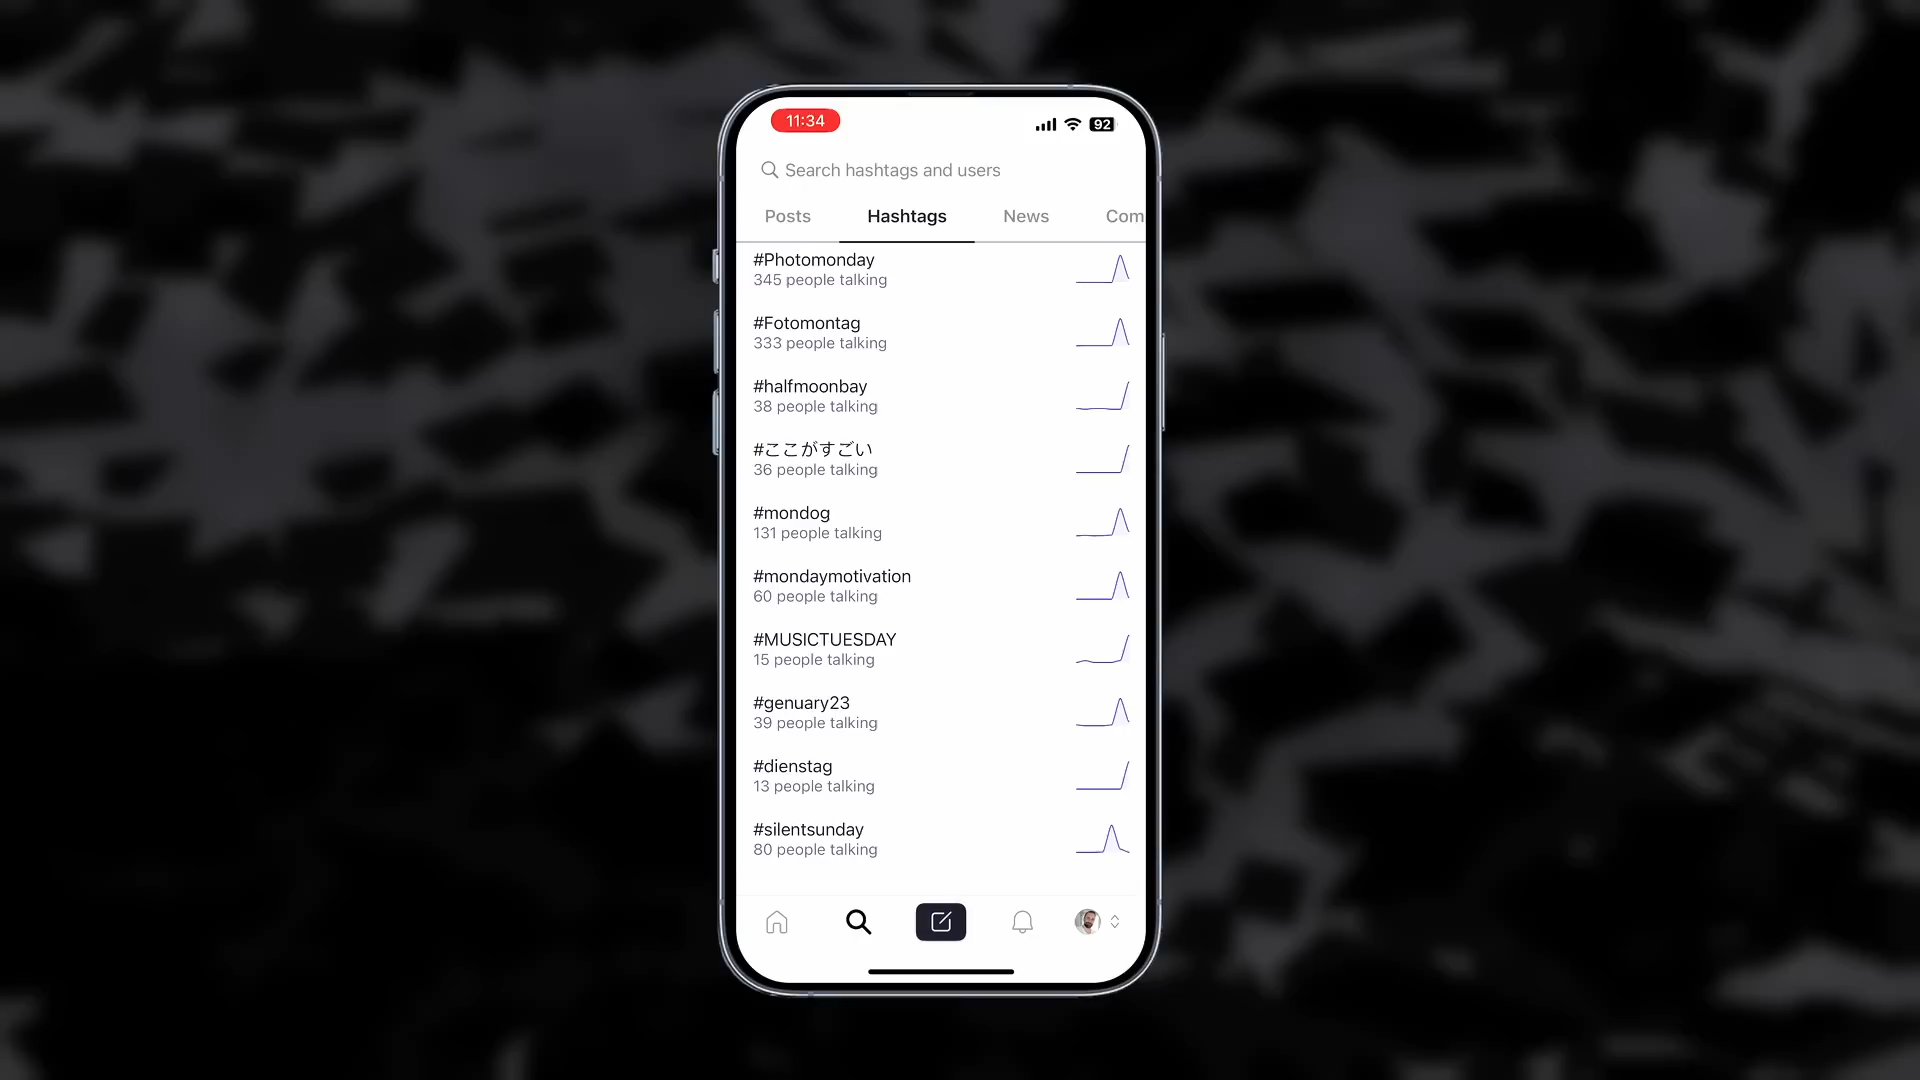 11:34
92
Search hashtags and users
Posts Hashtags News Com
#Photomonday
345 people talking
#Fotomontag
333 people talking
#halfmoonbay
38 people talking
#ここがすごい
36 people talking
#mondog
131 people talking
#mondaymotivation
60 people talking
#MUSICTUESDAY
15 people talking
#genuary23
39 people talking
#dienstag
13 people talking
#silentsunday
80 people talking